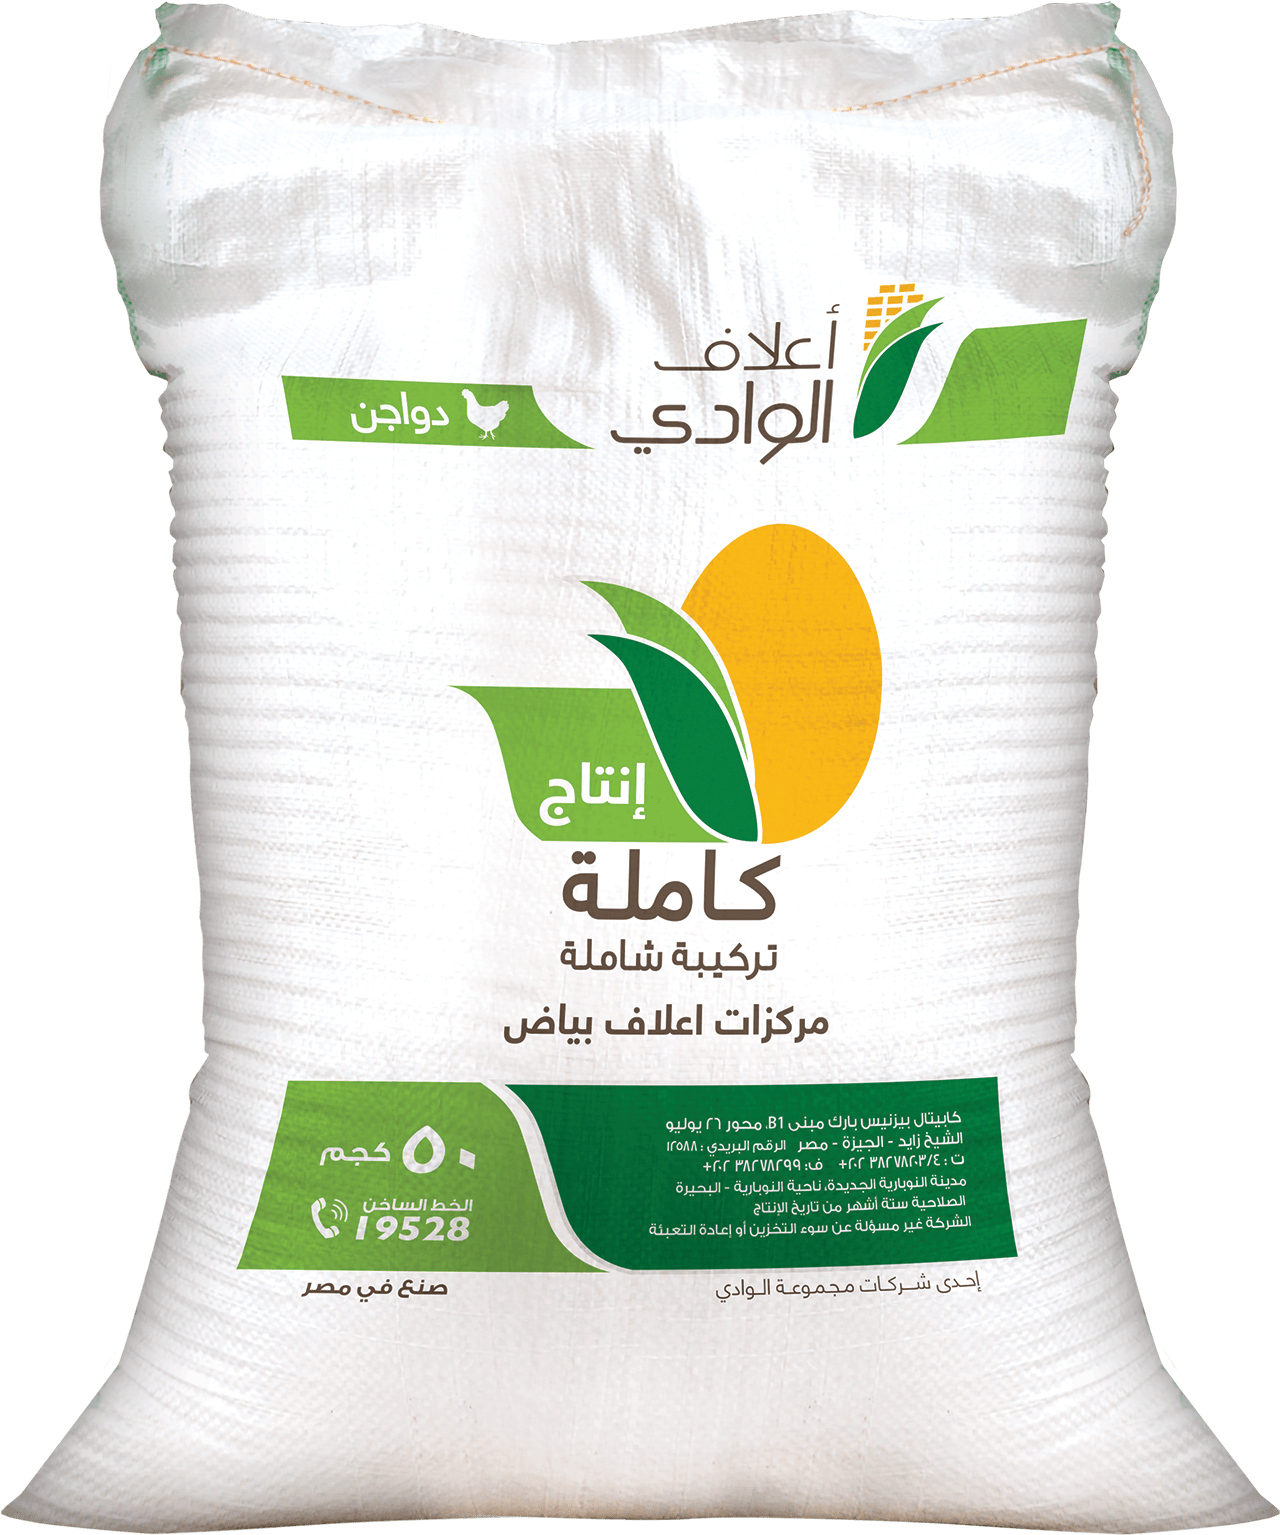 أعلاف
الوادي
دواجن
إنتاج
كاملة
تركيبة شاملة
مركزات اعلاف بياض
كابيتال بيزنيس بارك مبنى B1، محور ٢٦ يوليو
الشيخ زايد - الجيزة - مصر الرقم البريدي : ١٢٥٨٨
ت : ٣٨٢٧٨٢٠٣/٤ ٢٠٢+ ف: ٣٨٢٧٨٢٩٩ ٢٠٢+
مدينة النوبارية الجديدة، ناحية النوبارية - البحيرة
الصلاحية ستة أشهر من تاريخ الإنتاج
الشركة غير مسؤلة عن سوء التخزين أو إعادة التعبئة
٥٠ كجم
الخط الساخن
19528
صنع في مصر
إحدى شركات مجموعة الوادي